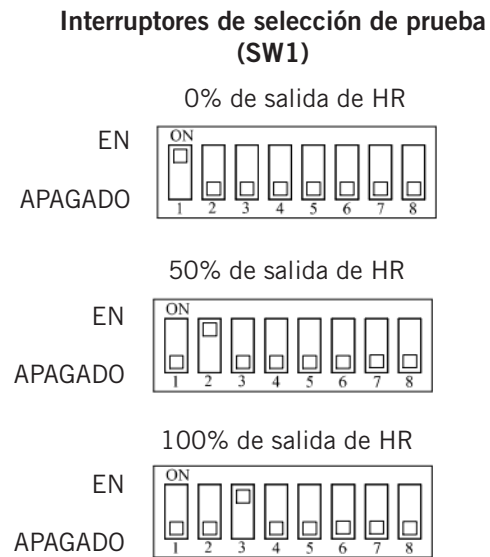 Interruptores de selección de prueba
(SW1)
0% de salida de HR
EN
ON
APAGADO
1 2 3 4 5 6 7 8
50% de salida de HR
EN
ON
APAGADO
1 2 3 4 5 6 7 8
100% de salida de HR
EN
ON
APAGADO
1 2 3 4 5 6 7 8